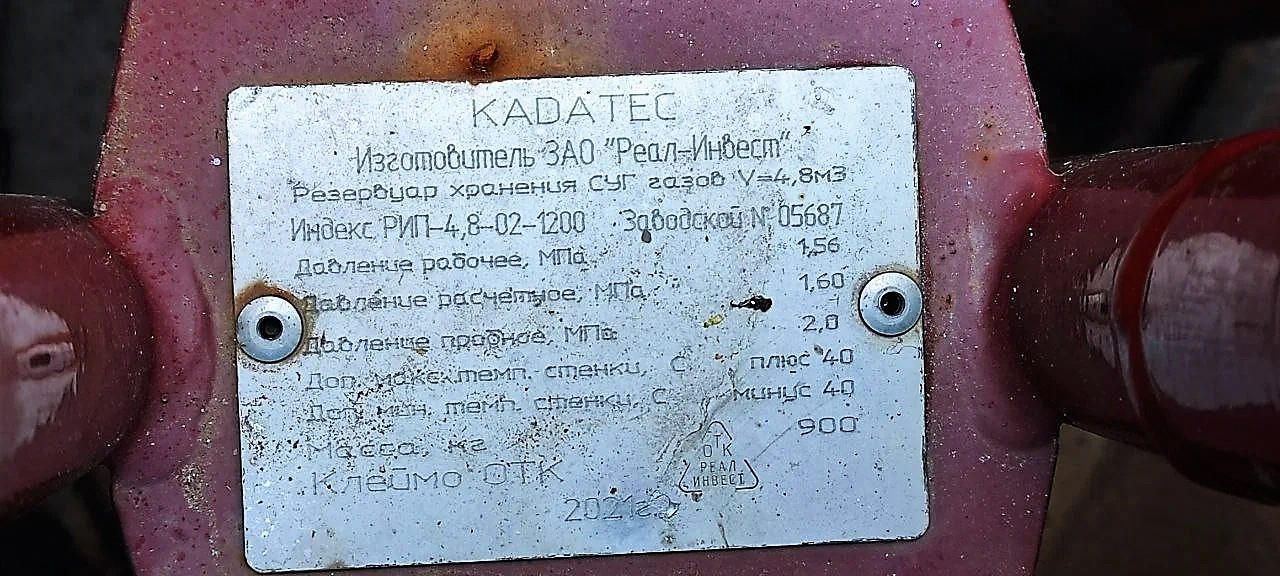 KADATEC
Изготовитель ЗАО "Реал-Инвест"
Резервуар хранения СУГ газов V=4,8м3
Индекс РИП-4,8-02-1200 Заводской № 05687
Давление рабочее, МПа 1,56
Давление расчетное, МПа 1,60
Давление пробное, МПа 2,0
Доп. макс.темп. стенки, С плюс 40
Доп. мин. темп. стенки, С минус 40
Масса, кг 900
Клеймо ОТК
ОТК
РЕАЛ
ИНВЕСТ
2021г